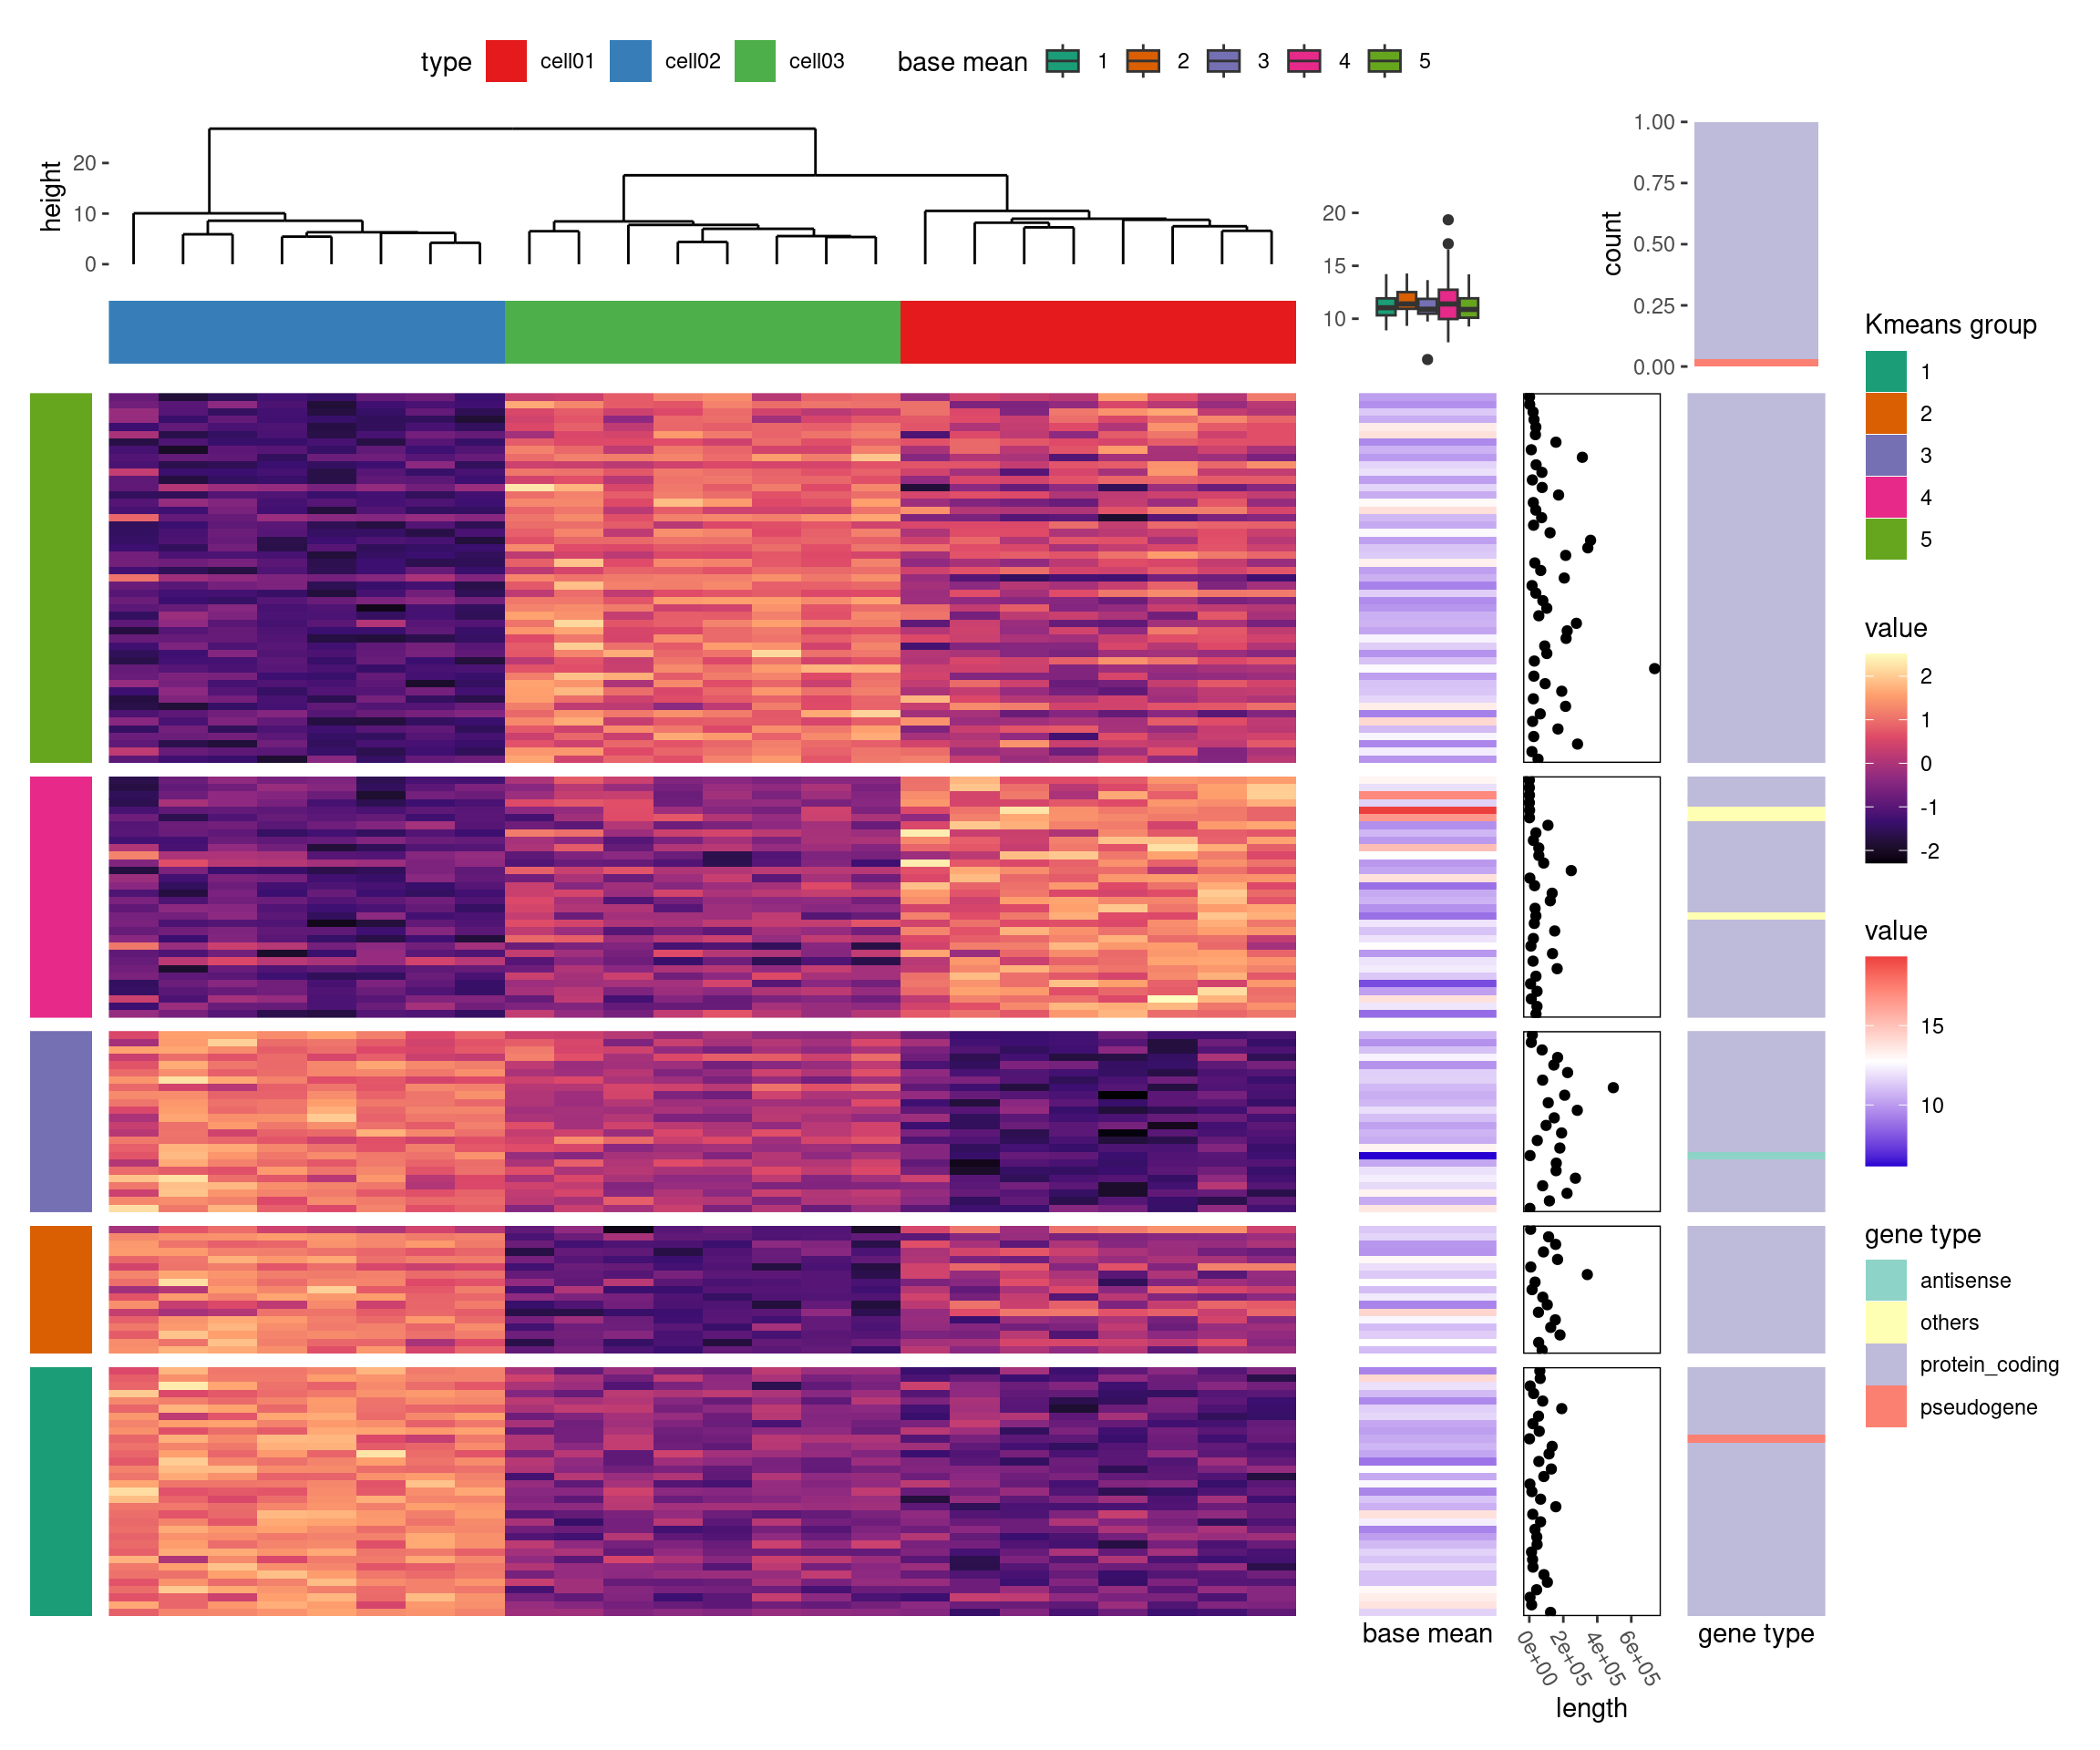 type cell01 cell02 cell03 base mean 1 2 3 4 5
height
20
10
0
20
15
10
count
1.00
0.75
0.50
0.25
0.00
Kmeans group
1
2
3
4
5
value
2
1
0
-1
-2
value
15
10
gene type
antisense
others
protein_coding
pseudogene
base mean
0e+00 2e+05 4e+05 6e+05
length
gene type